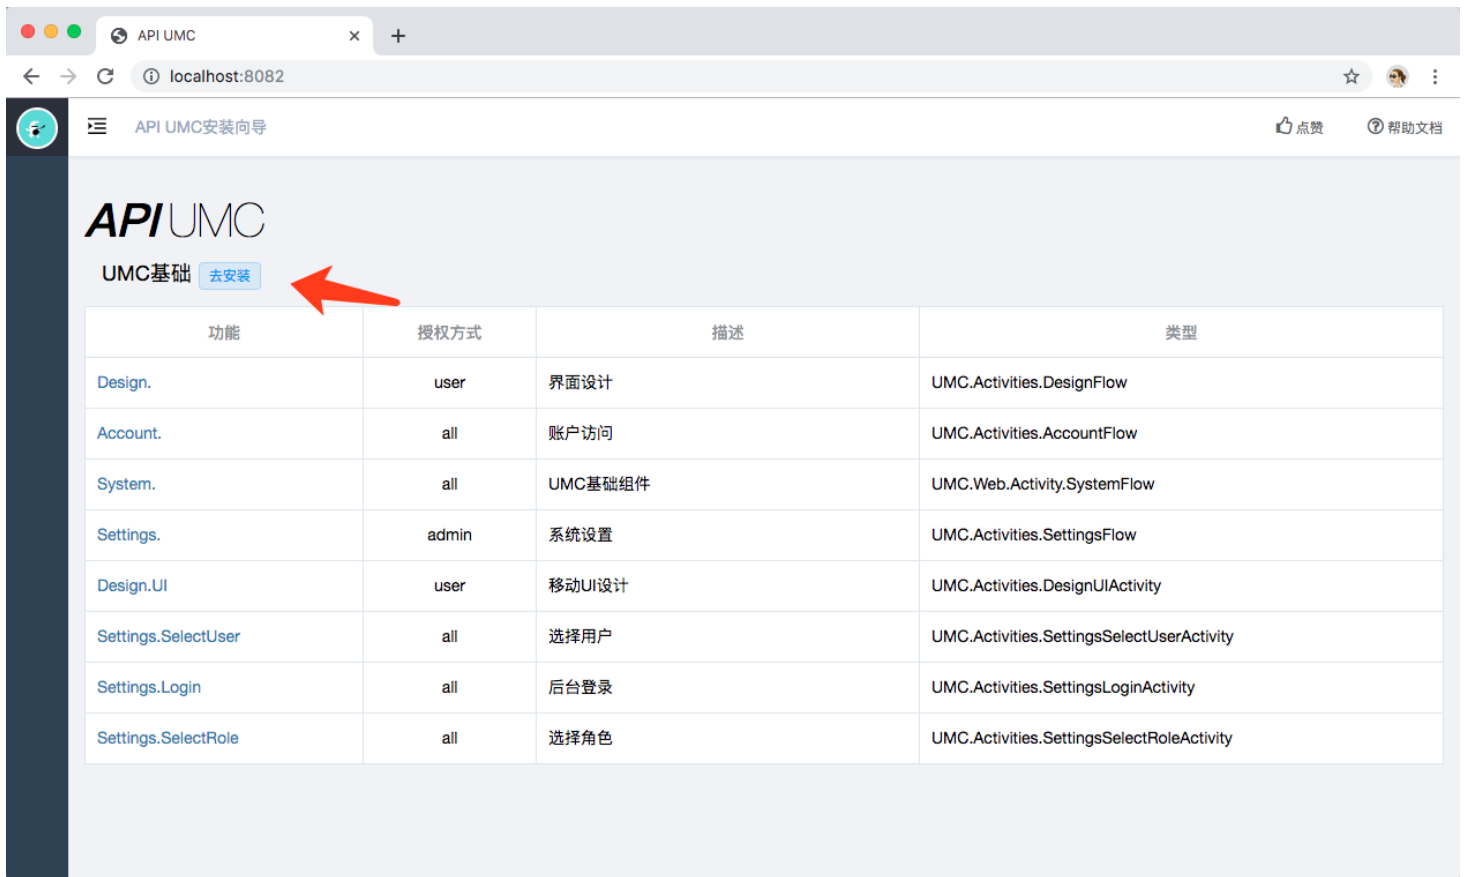 API UMC
localhost:8082
API UMC安装向导
点赞
帮助文档
API UMC
UMC基础 去安装
功能 授权方式 描述 类型
Design. user 界面设计 UMC.Activities.DesignFlow
Account. all 账户访问 UMC.Activities.AccountFlow
System. all UMC基础组件 UMC.Web.Activity.SystemFlow
Settings. admin 系统设置 UMC.Activities.SettingsFlow
Design.UI user 移动UI设计 UMC.Activities.DesignUIActivity
Settings.SelectUser all 选择用户 UMC.Activities.SettingsSelectUserActivity
Settings.Login all 后台登录 UMC.Activities.SettingsLoginActivity
Settings.SelectRole all 选择角色 UMC.Activities.SettingsSelectRoleActivity